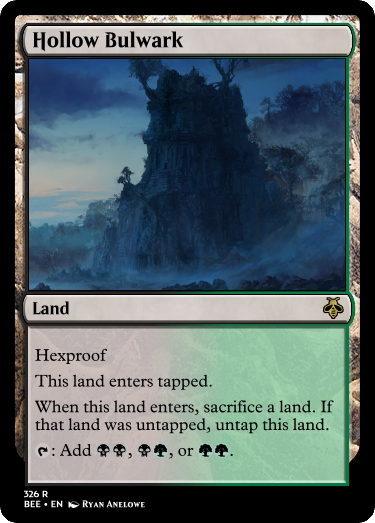 Hollow Bulwark
Land
Hexproof
This land enters tapped.
When this land enters, sacrifice a land. If
that land was untapped, untap this land.
: Add , , or .
326 R
BEE • EN Ryan Anelowe